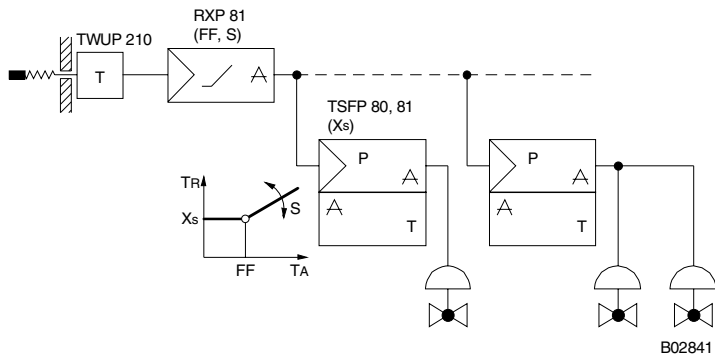 RXP 81
(FF, S)
TWUP 210
T
A
TSFP 80, 81
(Xs)
P
A
A
T
P
A
A
T
TR
Xs
S
FF
TA
B02841